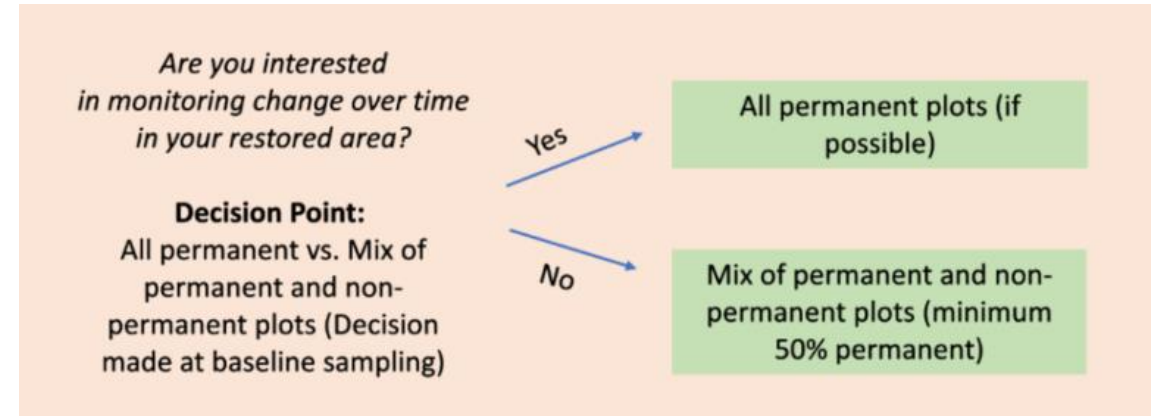 Are you interested
in monitoring change over time
in your restored area?
Decision Point:
All permanent vs. Mix of
permanent and non-
permanent plots (Decision
made at baseline sampling)
Yes
No
All permanent plots (if
possible)
Mix of permanent and non-
permanent plots (minimum
50% permanent)